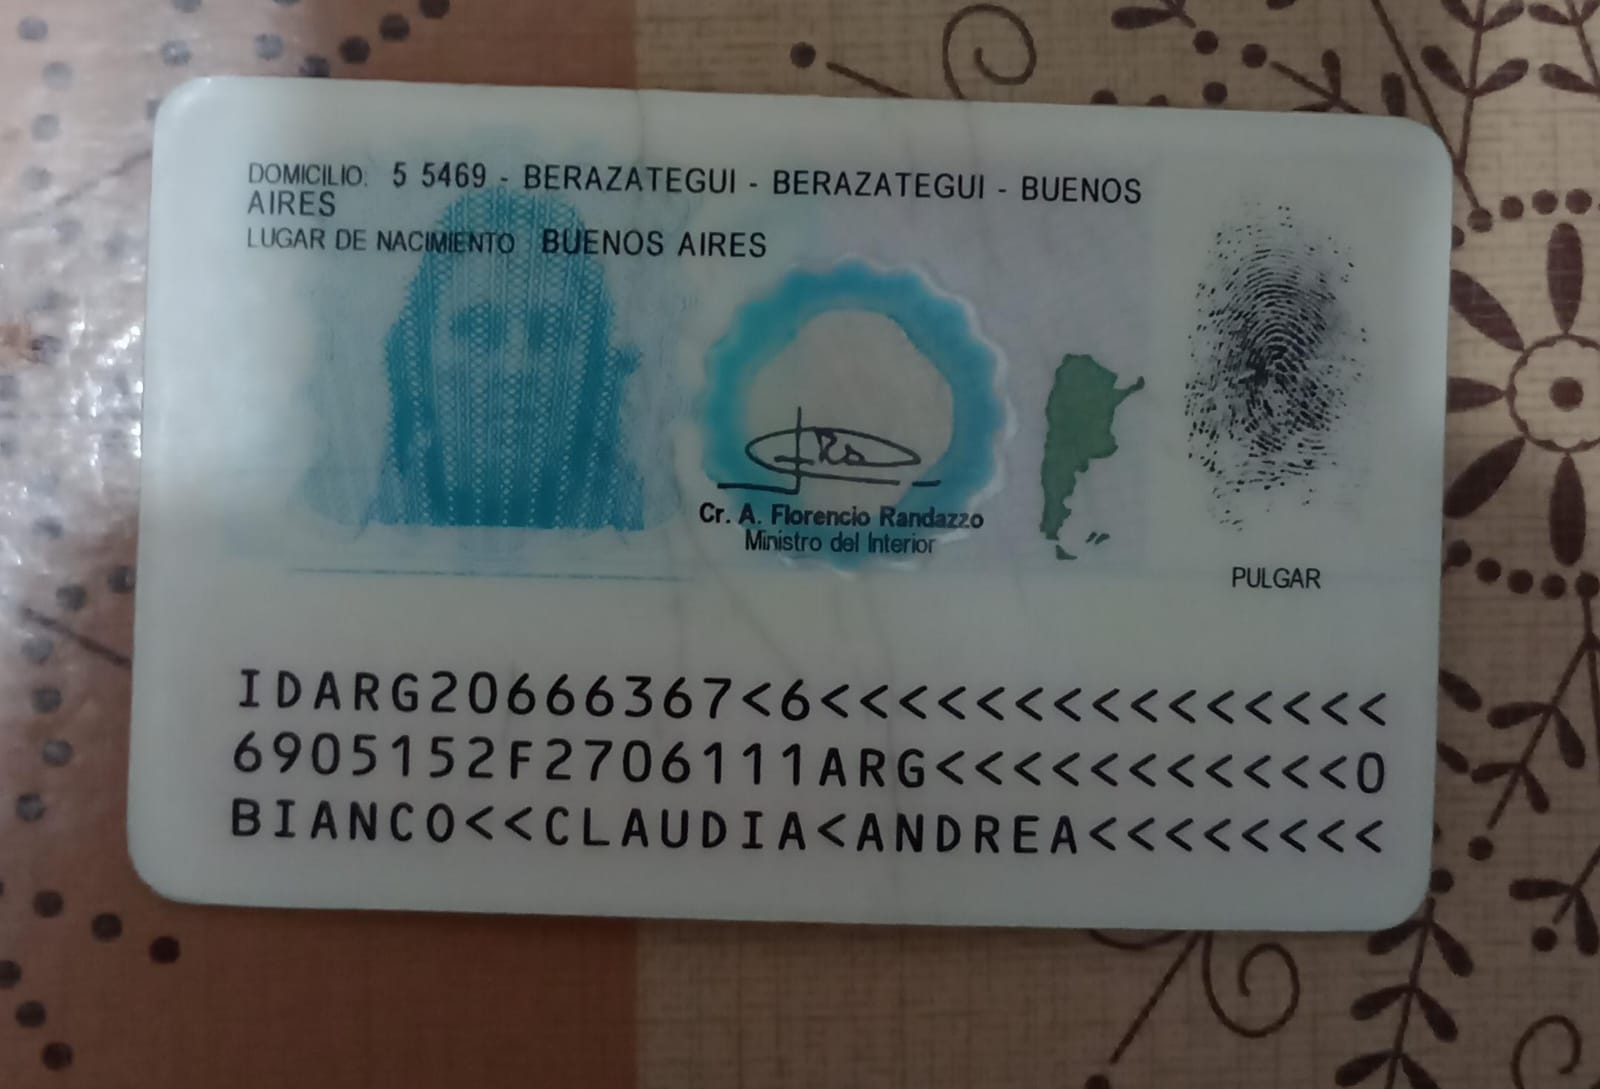 DOMICILIO: 5 5469 - BERAZATEGUI - BERAZATEGUI - BUENOS
AIRES
LUGAR DE NACIMIENTO BUENOS AIRES
Cr. A. Florencio Randazzo
Ministro del Interior
PULGAR
IDARG20666367<6<<<<<<<<<<<<<<<
6905152F2706111ARG<<<<<<<<<<<0
BIANCO<<CLAUDIA<ANDREA<<<<<<<<